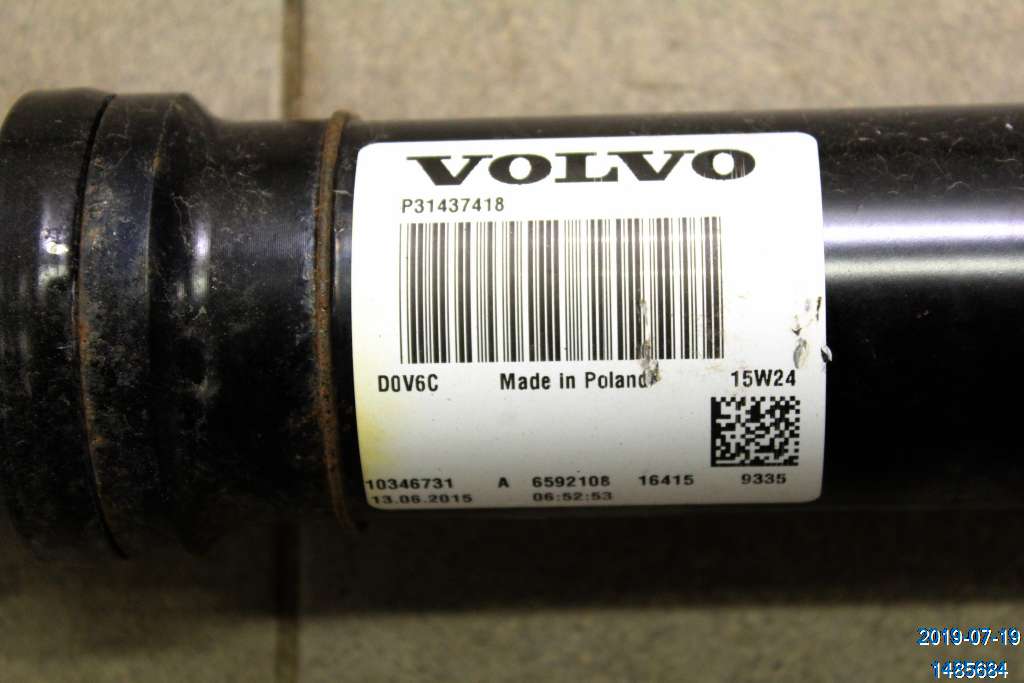 VOLVO
P31437418
D0V6C Made in Poland 15W24
10346731 A 6592108 16415 9335
13.06.2015 06:52:53
2019-07-19
1485684